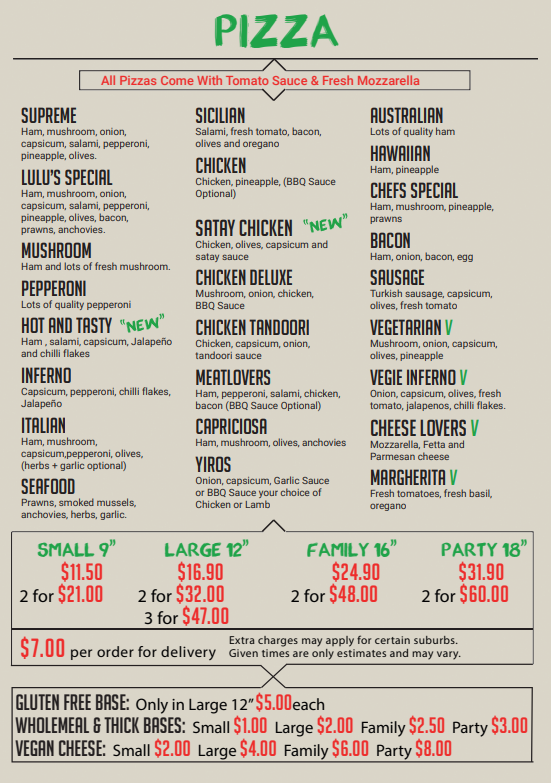 PIZZA
All Pizzas Come With Tomato Sauce & Fresh Mozzarella
SUPREME
Ham, mushroom, onion,
capsicum, salami, pepperoni,
pineapple, olives.
LULU'S SPECIAL
Ham, mushroom, onion,
capsicum, salami, pepperoni,
pineapple, olives, bacon,
prawns, anchovies.
MUSHROOM
Ham and lots of fresh mushroom.
PEPPERONI
Lots of quality pepperoni
HOT AND TASTY "NEW"
Ham , salami, capsicum, Jalapeño
and chilli flakes
INFERNO
Capsicum, pepperoni, chilli flakes,
Jalapeño
ITALIAN
Ham, mushroom,
capsicum,pepperoni, olives,
(herbs + garlic optional)
SEAFOOD
Prawns, smoked mussels,
anchovies, herbs, garlic.
SICILIAN
Salami, fresh tomato, bacon,
olives and oregano
CHICKEN
Chicken, pineapple, (BBQ Sauce
Optional)
SATAY CHICKEN "NEW"
Chicken, olives, capsicum and
satay sauce
CHICKEN DELUXE
Mushroom, onion, chicken,
BBQ Sauce
CHICKEN TANDOORI
Chicken, capsicum, onion,
tandoori sauce
MEATLOVERS
Ham, pepperoni, salami, chicken,
bacon (BBQ Sauce Optional)
CAPRICIOSA
Ham, mushroom, olives, anchovies
YIROS
Onion, capsicum, Garlic Sauce
or BBQ Sauce your choice of
Chicken or Lamb
AUSTRALIAN
Lots of quality ham
HAWAIIAN
Ham, pineapple
CHEFS SPECIAL
Ham, mushroom, pineapple,
prawns
BACON
Ham, onion, bacon, egg
SAUSAGE
Turkish sausage, capsicum,
olives, fresh tomato
VEGETARIAN V
Mushroom, onion, capsicum,
olives, pineapple
VEGIE INFERNO V
Onion, capsicum, olives, fresh
tomato, jalapenos, chilli flakes.
CHEESE LOVERS V
Mozzarella, Fetta and
Parmesan cheese
MARGHERITA V
Fresh tomatoes, fresh basil,
oregano
SMALL 9"
$11.50
2 for $21.00
LARGE 12"
$16.90
2 for $32.00
3 for $47.00
FAMILY 16"
$24.90
2 for $48.00
PARTY 18"
$31.90
2 for $60.00
$7.00 per order for delivery
Extra charges may apply for certain suburbs.
Given times are only estimates and may vary.
GLUTEN FREE BASE: Only in Large 12" $5.00each
WHOLEMEAL & THICK BASES: Small $1.00 Large $2.00 Family $2.50 Party $3.00
VEGAN CHEESE: Small $2.00 Large $4.00 Family $6.00 Party $8.00